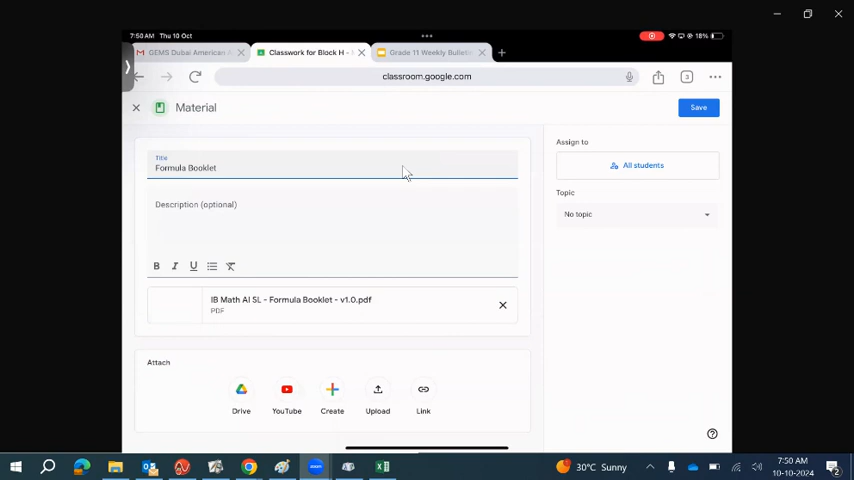 7:50 AM Thu 10 Oct
18%
GEMS Dubai American A
Classwork for Block H -
Grade 11 Weekly Bulletin
classroom.google.com
3
Material
Save
Title
Formula Booklet
Description (optional)
B I U
IB Math AI SL - Formula Booklet - v1.0.pdf
PDF
Assign to
All students
Topic
No topic
Attach
Drive
YouTube
Create
Upload
Link
30°C Sunny
7:50 AM
10-10-2024
2